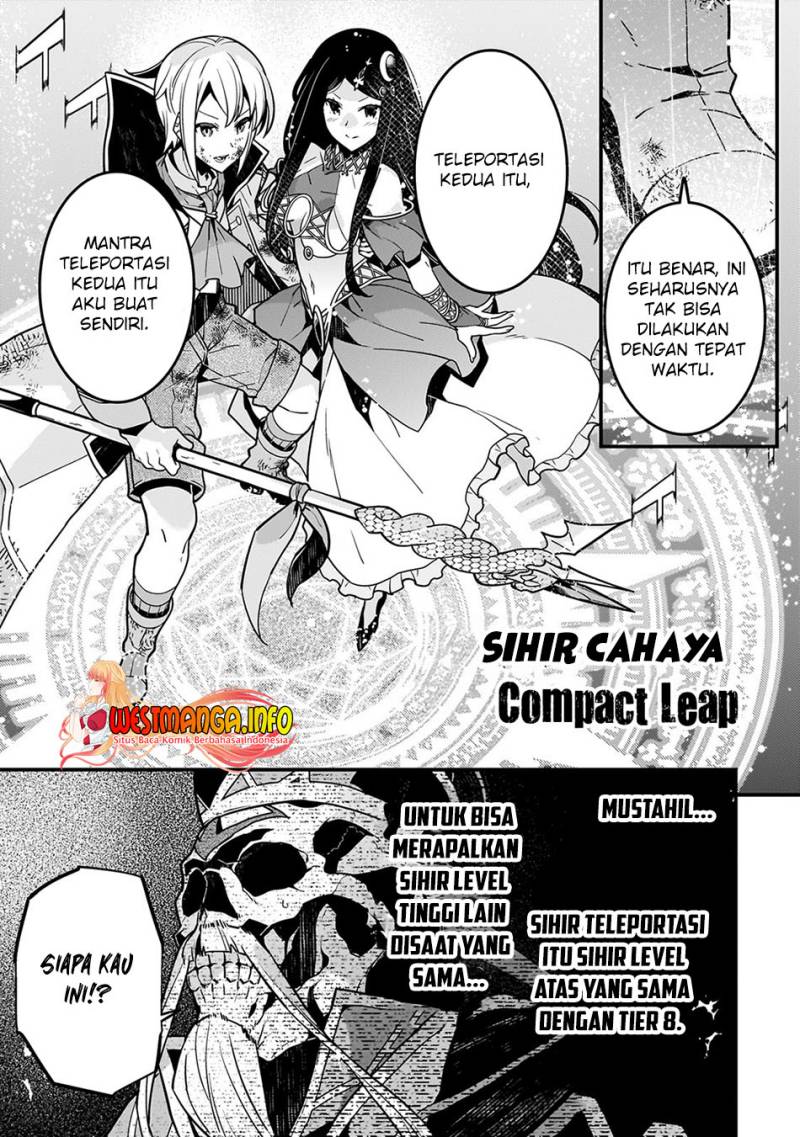 ITU BENAR, INI
SEHARUSNYA
TAK BISA
DILAKUKAN
DENGAN TEPAT
WAKTU.
TELEPORTASI
KEDUA ITU,
MANTRA
TELEPORTASI
KEDUA ITU
AKU BUAT
SENDIRI.
SIHIR CAHAYA
Compact Leap
WESTMANGA.INFO
Situs Baca Komik Berbahasa Indonesia
MUSTAHIL...
SIHIR TELEPORTASI
ITU SIHIR LEVEL
ATAS YANG SAMA
DENGAN TIER 8.
UNTUK BISA
MERAPALKAN
SIHIR LEVEL
TINGGI LAIN
DISAAT YANG
SAMA...
SIAPA KAU
INI!?